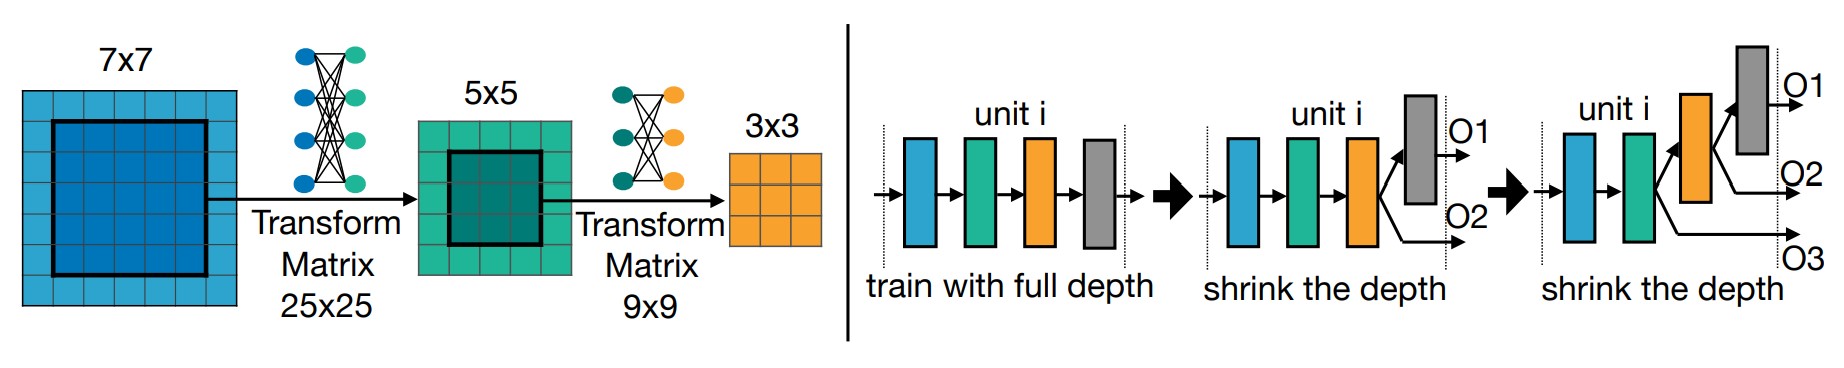 7x7
Transform
Matrix
25x25
5x5
Transform
Matrix
9x9
3x3
unit i
train with full depth
unit i
O1
O2
shrink the depth
unit i
O1
O2
O3
shrink the depth